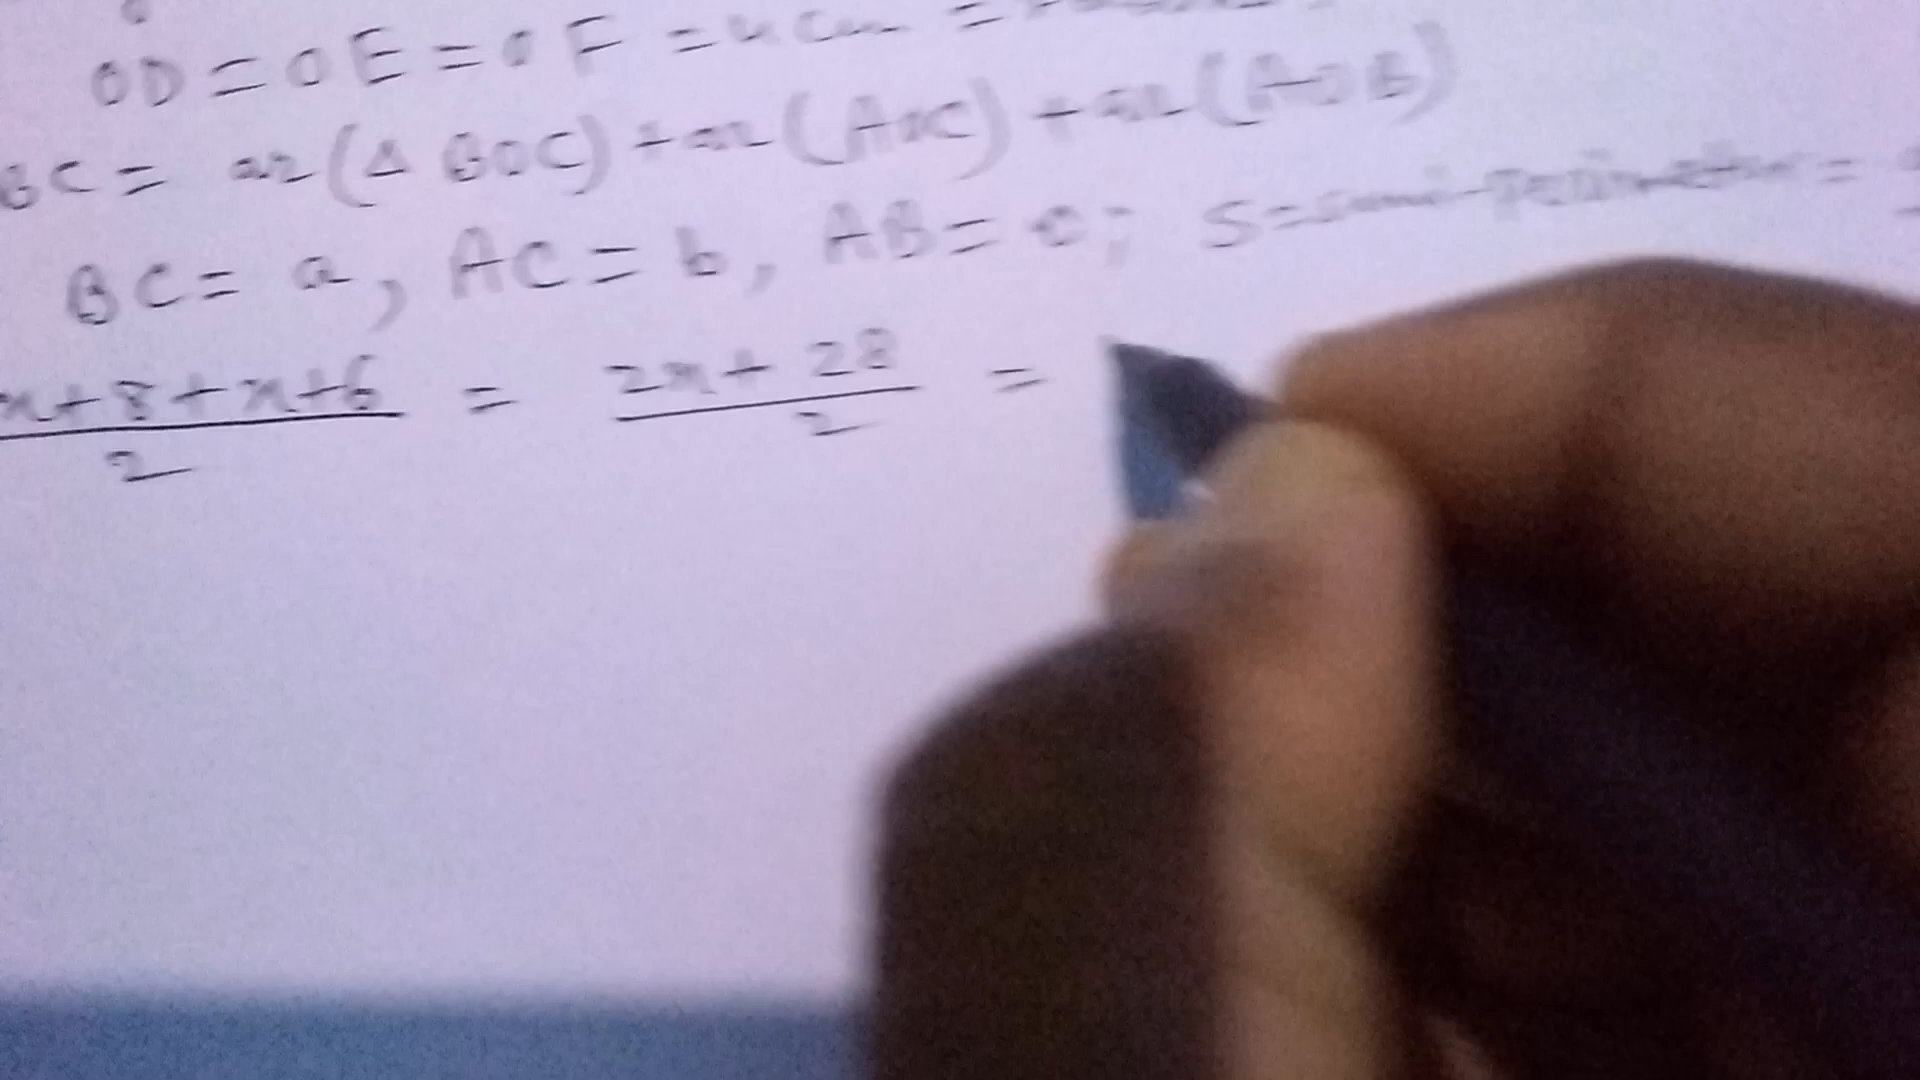 OD = OE = OF = 4 cm =
BC = ar (Δ BOC) + ar (AOC) + ar (AOB)
BC = a, AC = b, AB = c; S = semi-perimeter =
x+8+x+6 / 2 = 2x + 28 / 2 =